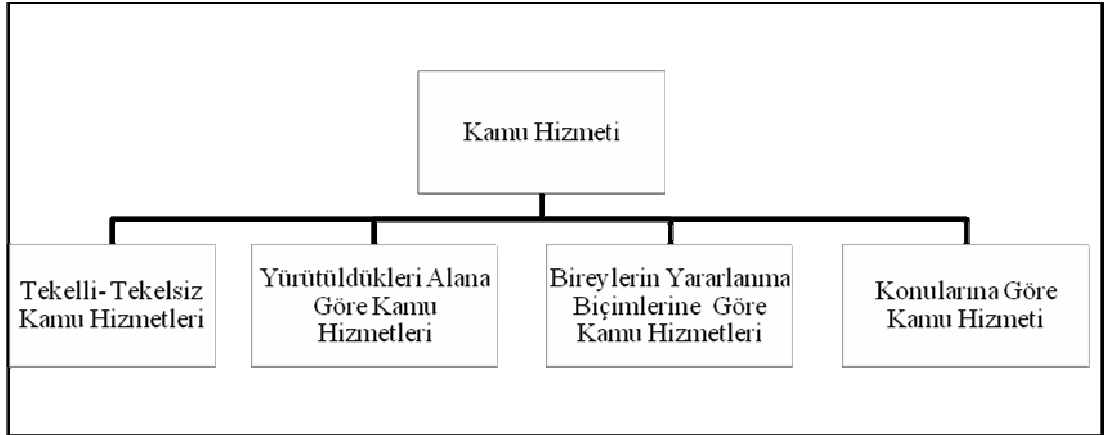 Kamu Hizmeti
Tekelli-Tekelsiz
Kamu Hizmetleri
Yürütüldükleri Alana
Göre Kamu
Hizmetleri
Bireylerin Yararlanma
Biçimlerine Göre
Kamu Hizmetleri
Konularına Göre
Kamu Hizmeti